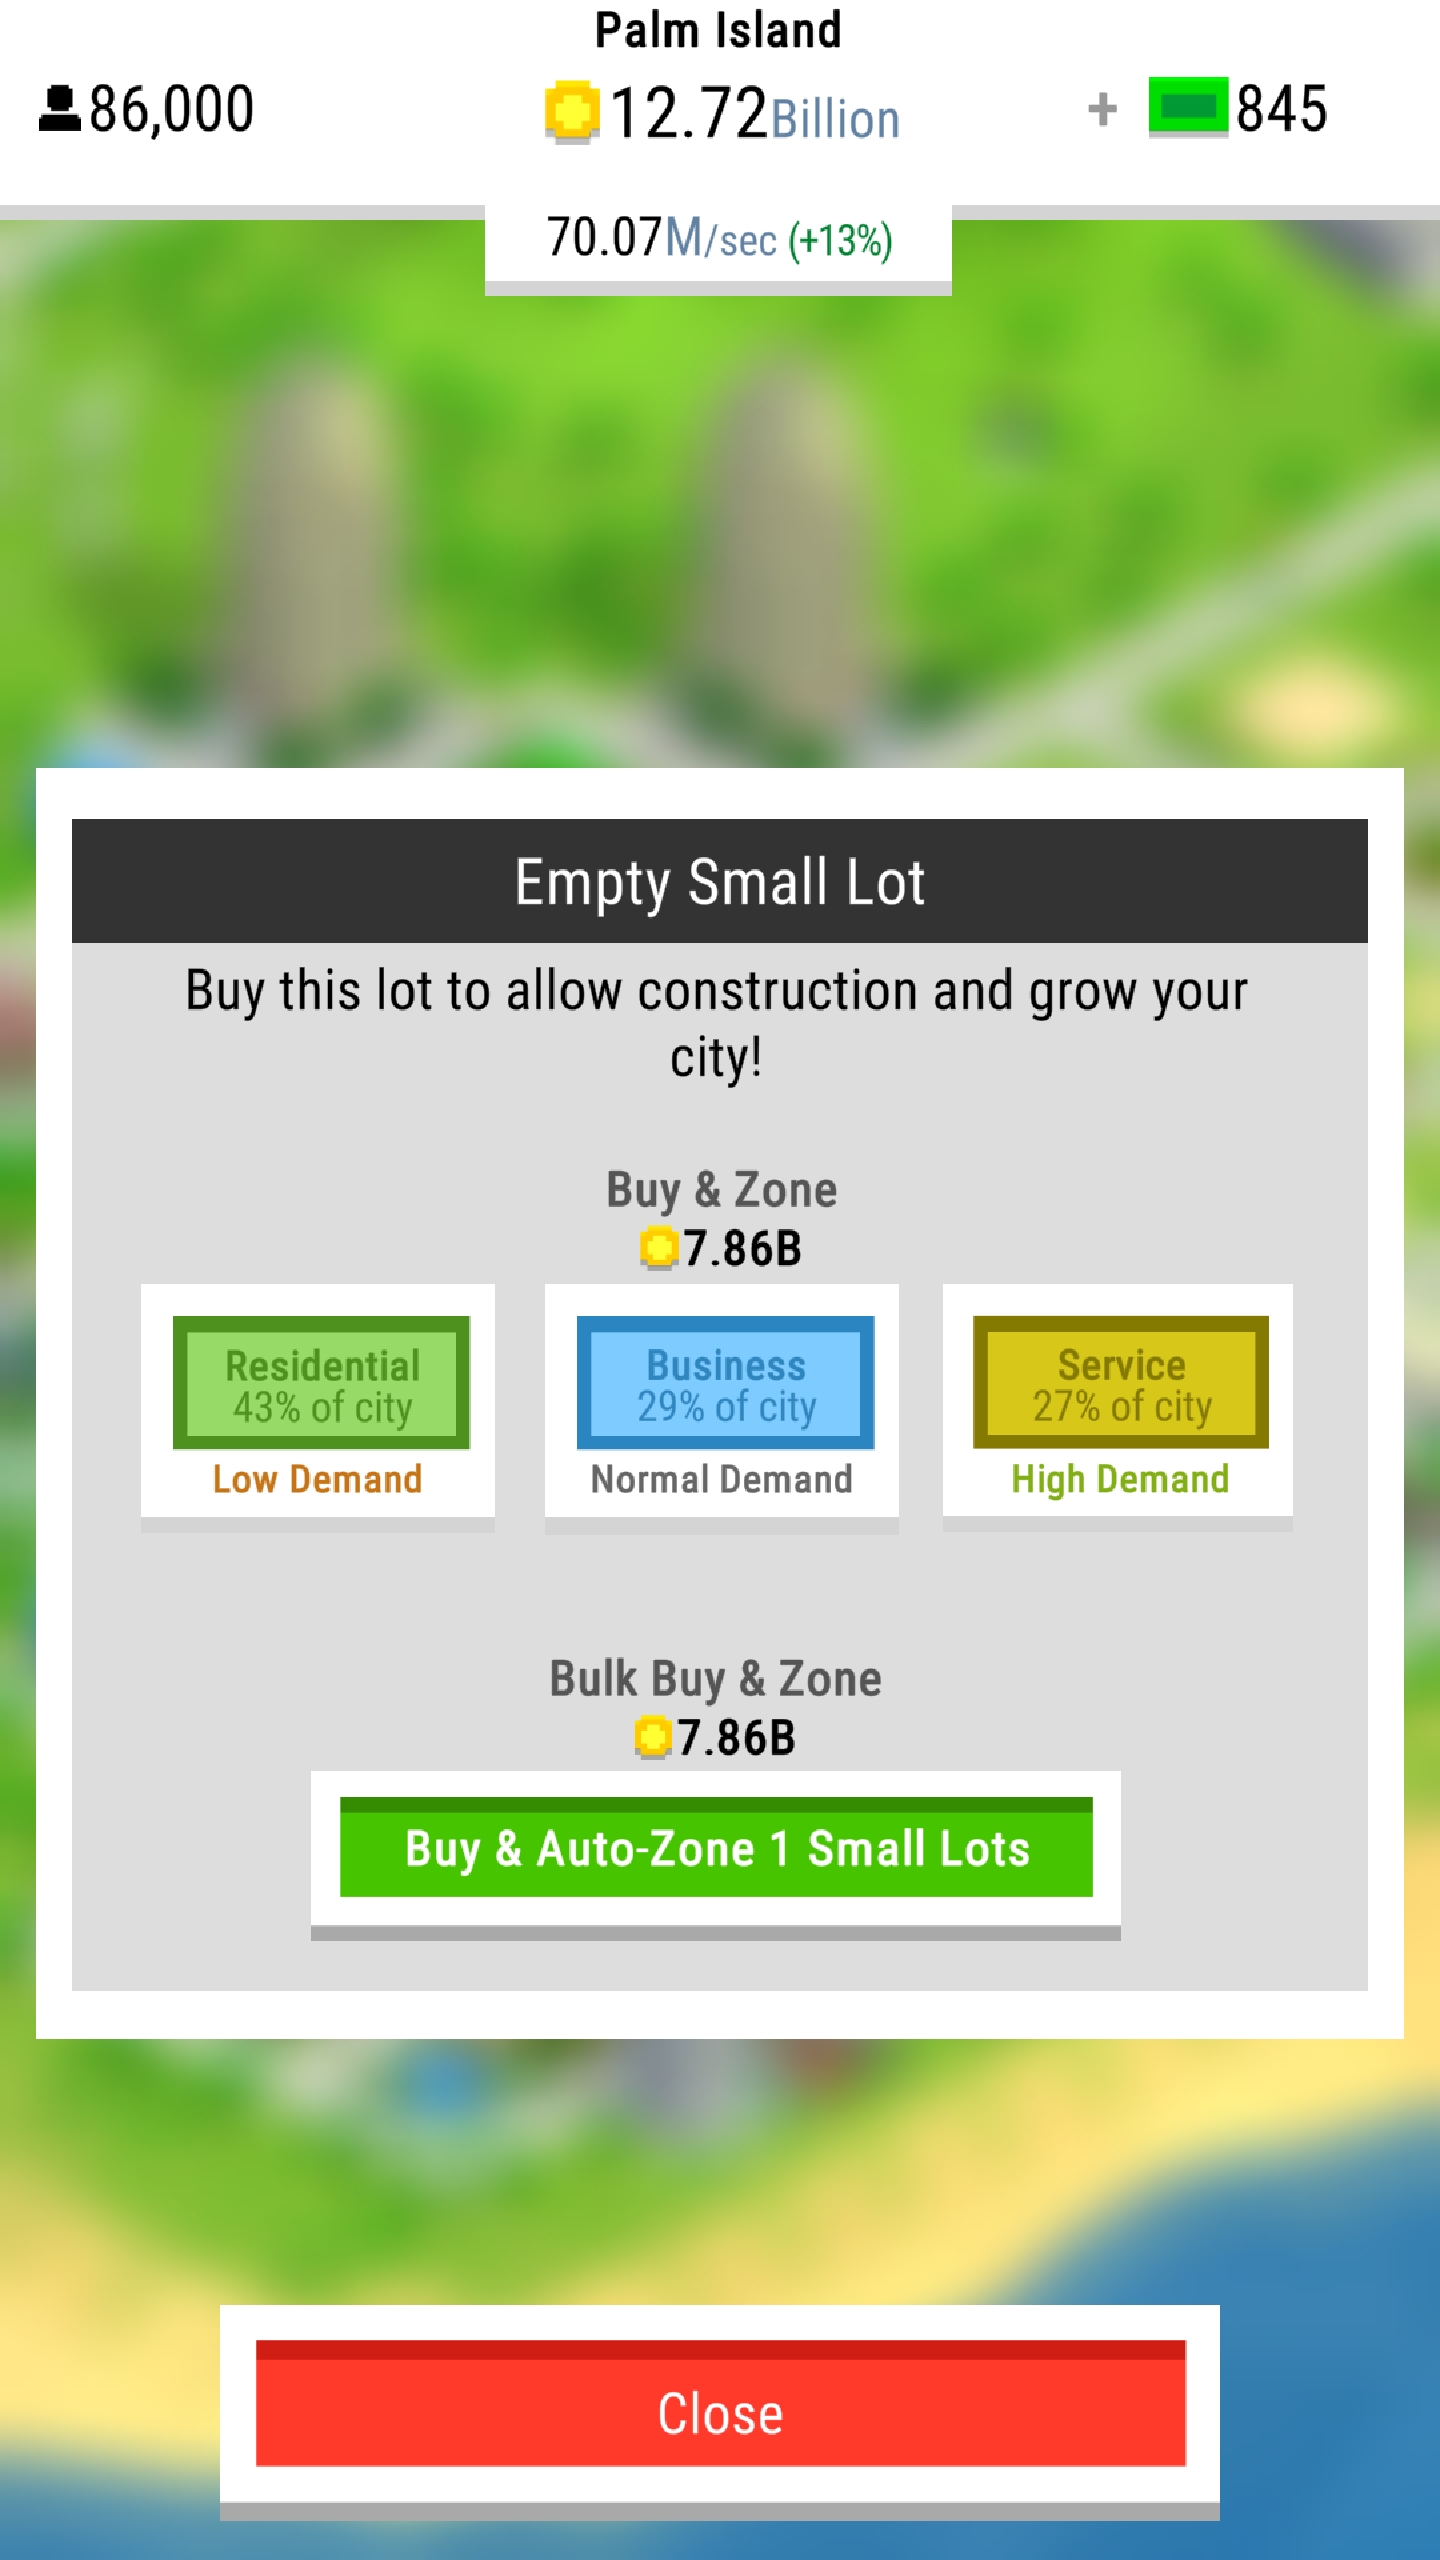 Palm Island
86,000
12.72Billion
+ 845
70.07M/sec (+13%)
Empty Small Lot
Buy this lot to allow construction and grow your
city!
Buy & Zone
7.86B
Residential
43% of city
Low Demand
Business
29% of city
Normal Demand
Service
27% of city
High Demand
Bulk Buy & Zone
7.86B
Buy & Auto-Zone 1 Small Lots
Close